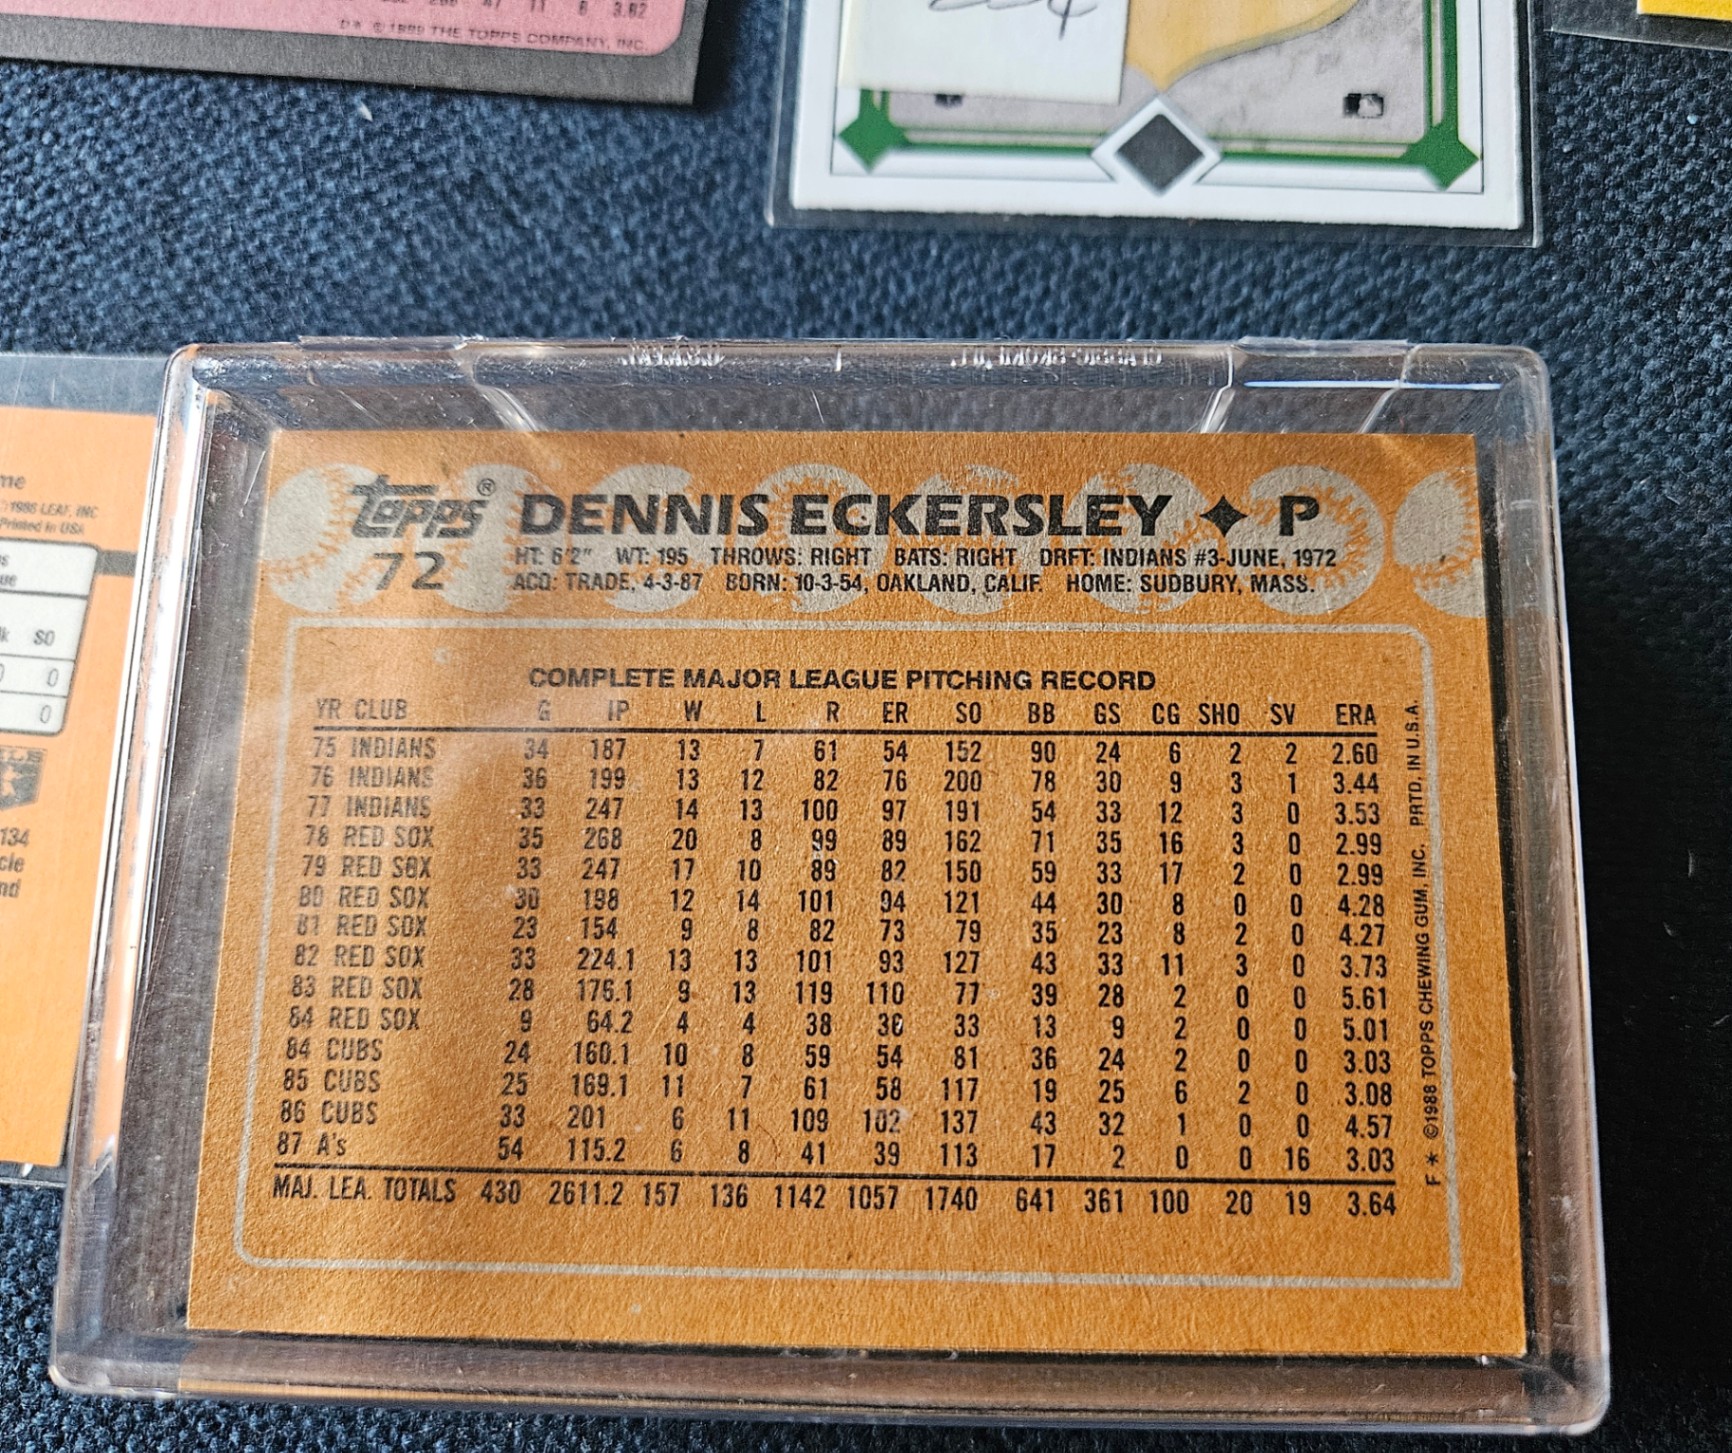 3.82
D* © 1989 THE TOPPS COMPANY, INC.
© 1986 LEAF, INC
Printed in USA
SO
0
0
134
topps® DENNIS ECKERSLEY ✦ P
72
HT: 6'2" WT: 195 THROWS: RIGHT BATS: RIGHT DRFT: INDIANS #3-JUNE, 1972
ACQ: TRADE, 4-3-87 BORN: 10-3-54, OAKLAND, CALIF. HOME: SUDBURY, MASS.
COMPLETE MAJOR LEAGUE PITCHING RECORD
YR CLUB G IP W L R ER SO BB GS CG SHO SV ERA
75 INDIANS 34 187 13 7 61 54 152 90 24 6 2 2 2.60
76 INDIANS 36 199 13 12 82 76 200 78 30 9 3 1 3.44
77 INDIANS 33 247 14 13 100 97 191 54 33 12 3 0 3.53
78 RED SOX 35 268 20 8 99 89 162 71 35 16 3 0 2.99
79 RED SOX 33 247 17 10 89 82 150 59 33 17 2 0 2.99
80 RED SOX 30 198 12 14 101 94 121 44 30 8 0 0 4.28
81 RED SOX 23 154 9 8 82 73 79 35 23 8 2 0 4.27
82 RED SOX 33 224.1 13 13 101 93 127 43 33 11 3 0 3.73
83 RED SOX 28 176.1 9 13 119 110 77 39 28 2 0 0 5.61
84 RED SOX 9 64.2 4 4 38 36 33 13 9 2 0 0 5.01
84 CUBS 24 160.1 10 8 59 54 81 36 24 2 0 0 3.03
85 CUBS 25 169.1 11 7 61 58 117 19 25 6 2 0 3.08
86 CUBS 33 201 6 11 109 102 137 43 32 1 0 0 4.57
87 A's 54 115.2 6 8 41 39 113 17 2 0 0 16 3.03
MAJ. LEA. TOTALS 430 2611.2 157 136 1142 1057 1740 641 361 100 20 19 3.64
F * ©1988 TOPPS CHEWING GUM, INC. PRTD. IN U.S.A.